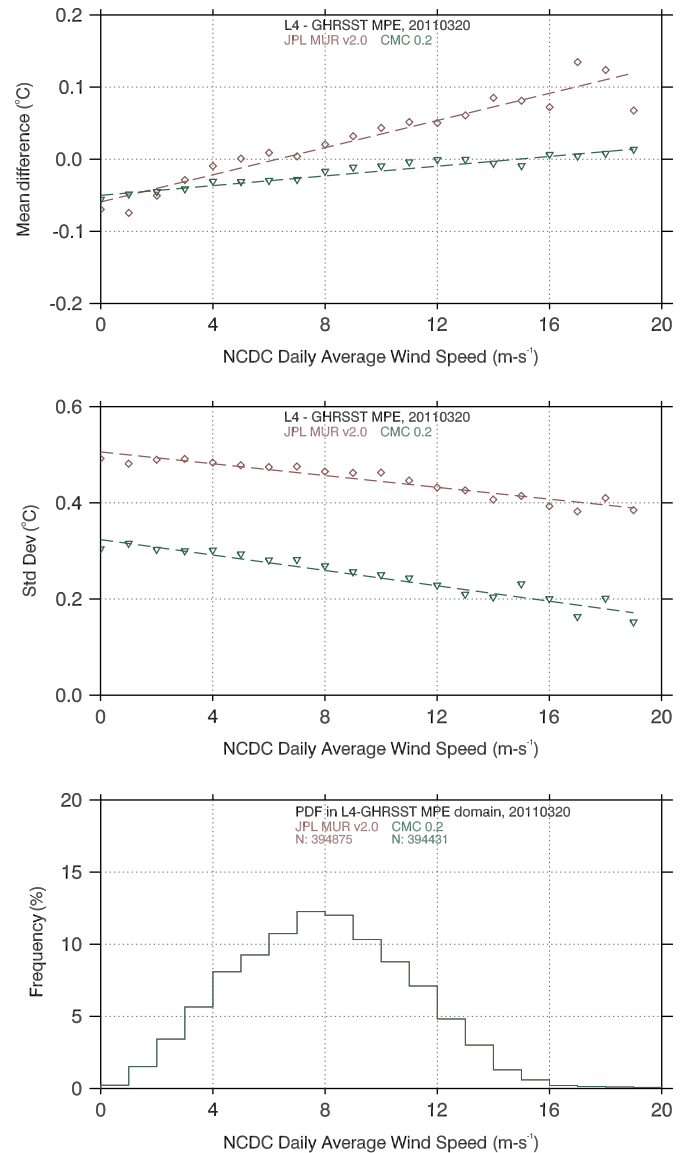 L4 - GHRSST MPE, 20110320
JPL MUR v2.0 CMC 0.2
0.2
0.1
0.0
-0.1
-0.2
Mean difference (°C)
0 4 8 12 16 20
NCDC Daily Average Wind Speed (m-s⁻¹)
L4 - GHRSST MPE, 20110320
JPL MUR v2.0 CMC 0.2
0.6
0.4
0.2
0.0
Std Dev (°C)
0 4 8 12 16 20
NCDC Daily Average Wind Speed (m-s⁻¹)
PDF in L4-GHRSST MPE domain, 20110320
JPL MUR v2.0 CMC 0.2
N: 394875 N: 394431
20
15
10
5
0
Frequency (%)
0 4 8 12 16 20
NCDC Daily Average Wind Speed (m-s⁻¹)